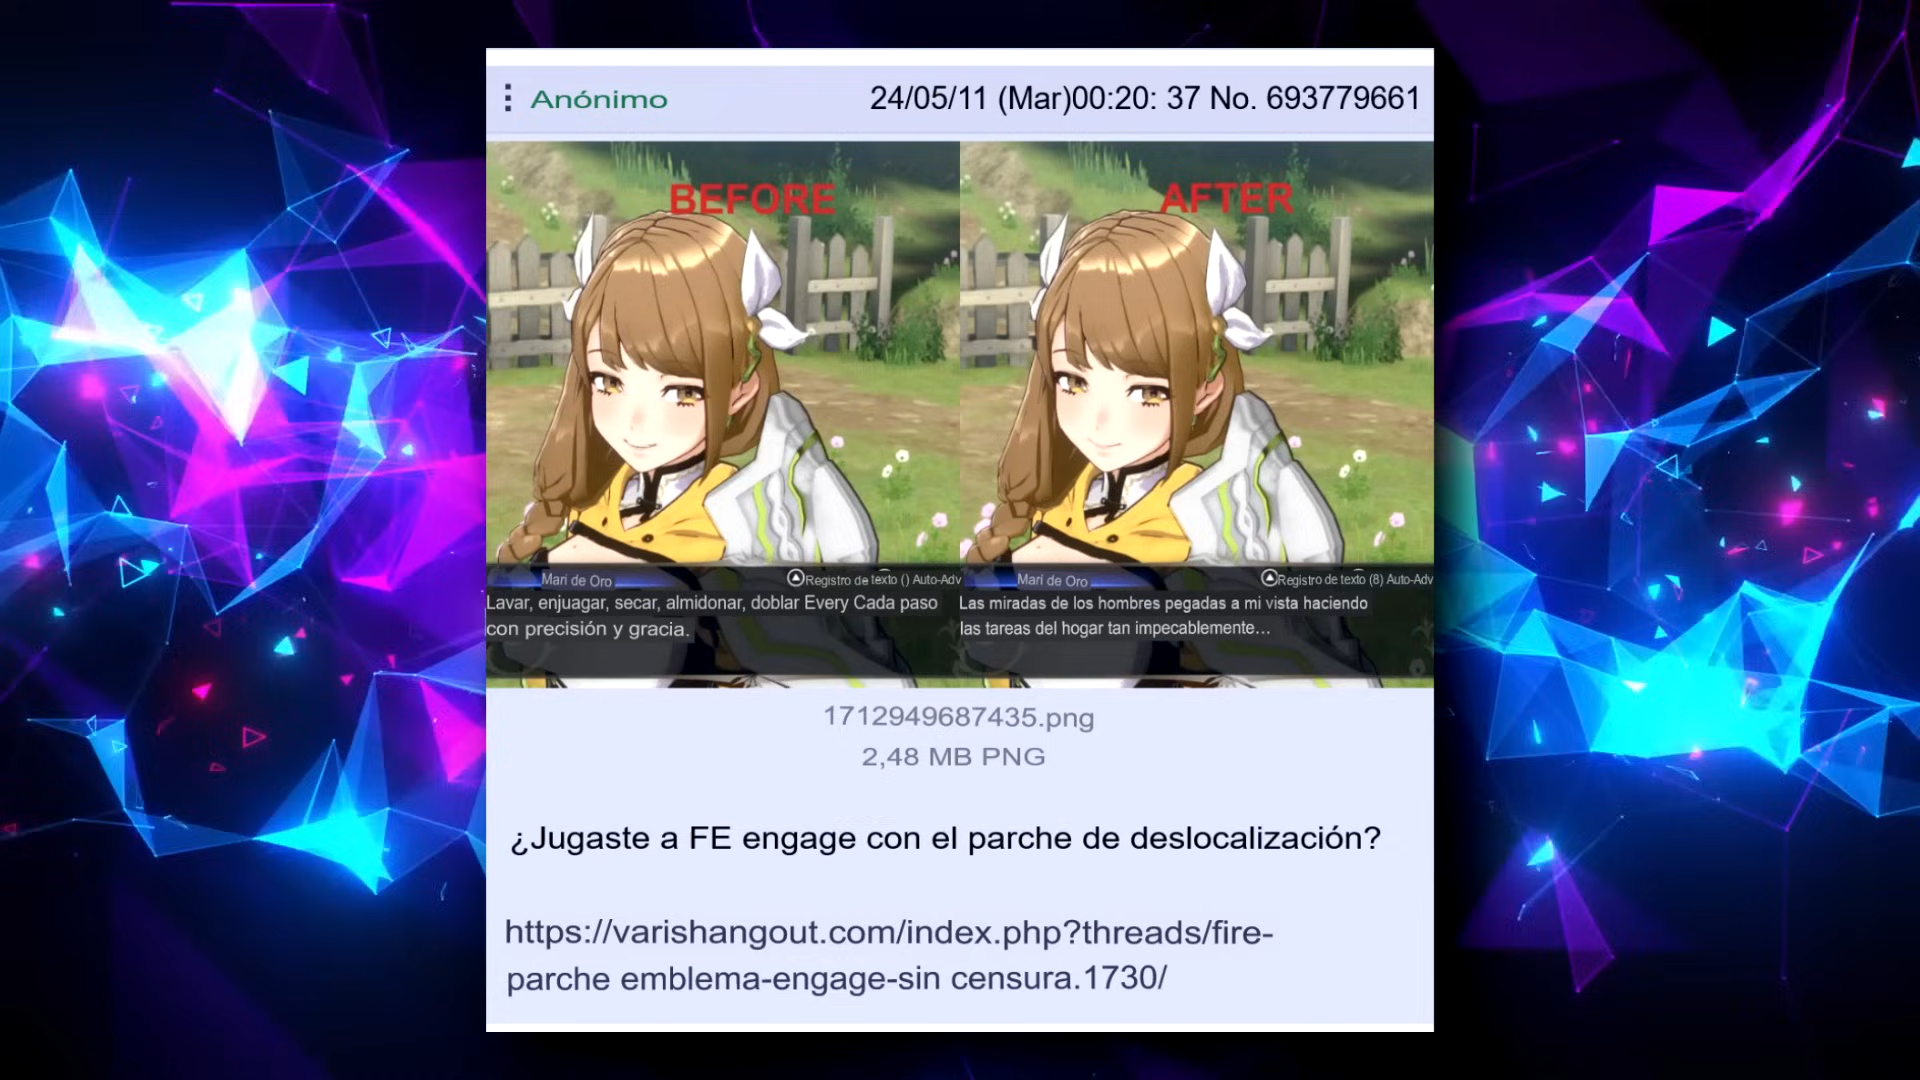 Anónimo
24/05/11 (Mar)00:20: 37 No. 693779661
BEFORE
AFTER
Mari de Oro
Registro de texto () Auto-Adv
Lavar, enjuagar, secar, almidonar, doblar Every Cada paso
con precisión y gracia.
Marí de Oro
Registro de texto (8) Auto-Adv
Las miradas de los hombres pegadas a mi vista haciendo
las tareas del hogar tan impecablemente...
1712949687435.png
2,48 MB PNG
¿Jugaste a FE engage con el parche de deslocalización?
https://varishangout.com/index.php?threads/fire-
parche emblema-engage-sin censura.1730/